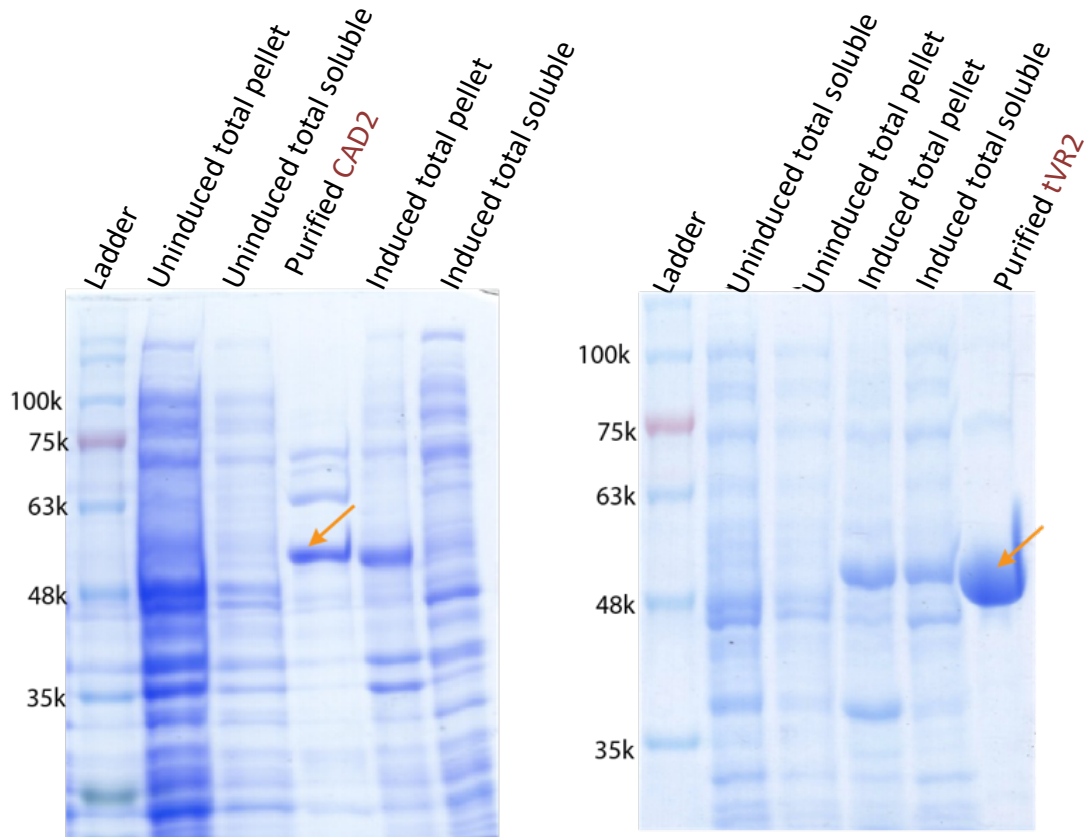 Ladder
Uninduced total pellet
Uninduced total soluble
Purified CAD2
Induced total pellet
Induced total soluble
100k
75k
63k
48k
35k
Ladder
Uninduced total soluble
Uninduced total pellet
Induced total pellet
Induced total soluble
Purified tVR2
100k
75k
63k
48k
35k